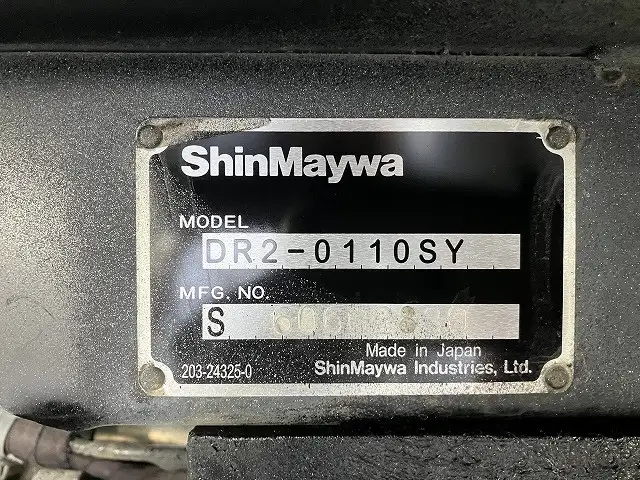 ShinMaywa
MODEL
DR2-0110SY
MFG. NO.
S
Made in Japan
203-24325-0
ShinMaywa Industries, Ltd.